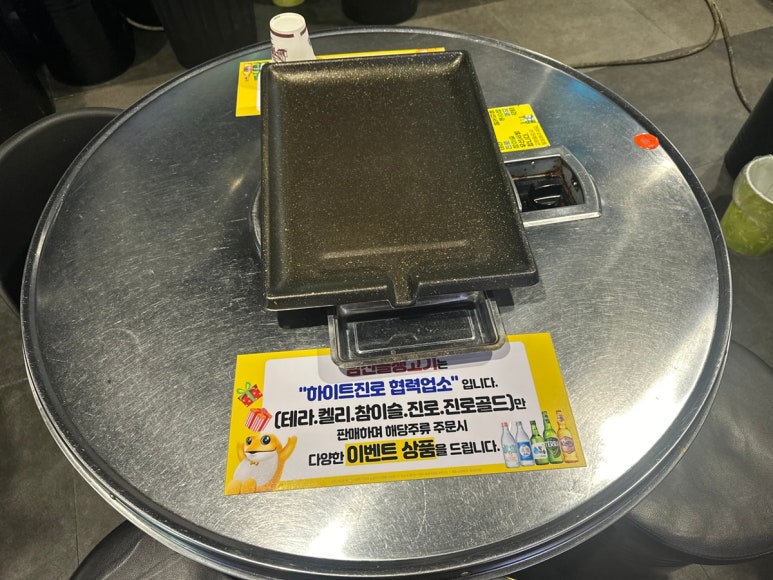 "하이트진로 협력업소" 입니다.
(테라.켈리.참이슬.진로.진로골드)만
판매하며 해당주류 주문시
다양한 이벤트 상품을 드립니다.